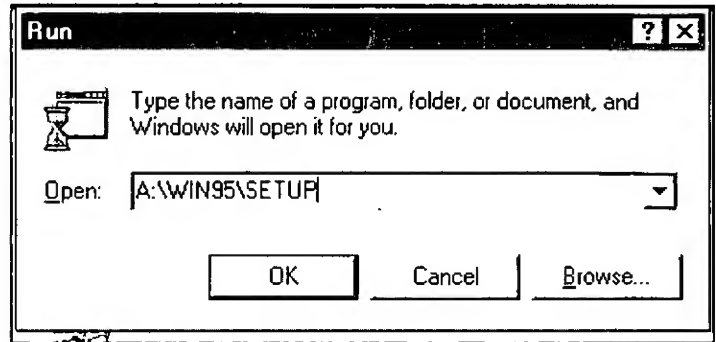 Run
? X
Type the name of a program, folder, or document, and
Windows will open it for you.
Open: A:\WIN95\SETUP
OK Cancel Browse...